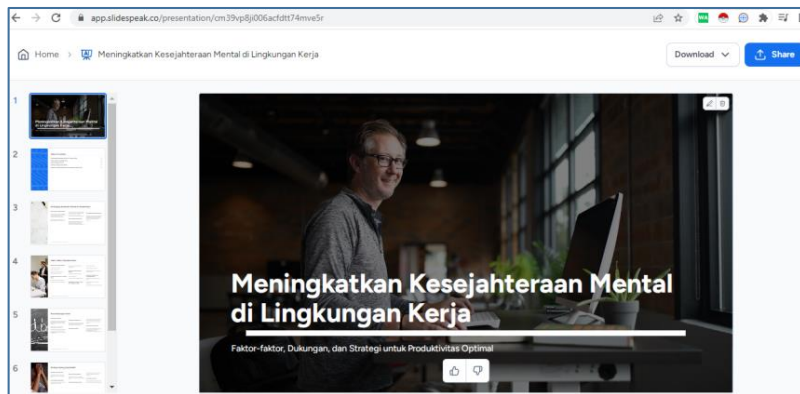 app.slidespeak.co/presentation/cm39vp8ji006acfdtt74mve5r
Home > Meningkatkan Kesejahteraan Mental di Lingkungan Kerja
Download
Share
1
2
3
4
5
6
Meningkatkan Kesejahteraan Mental
di Lingkungan Kerja
Faktor-faktor, Dukungan, dan Strategi untuk Produktivitas Optimal